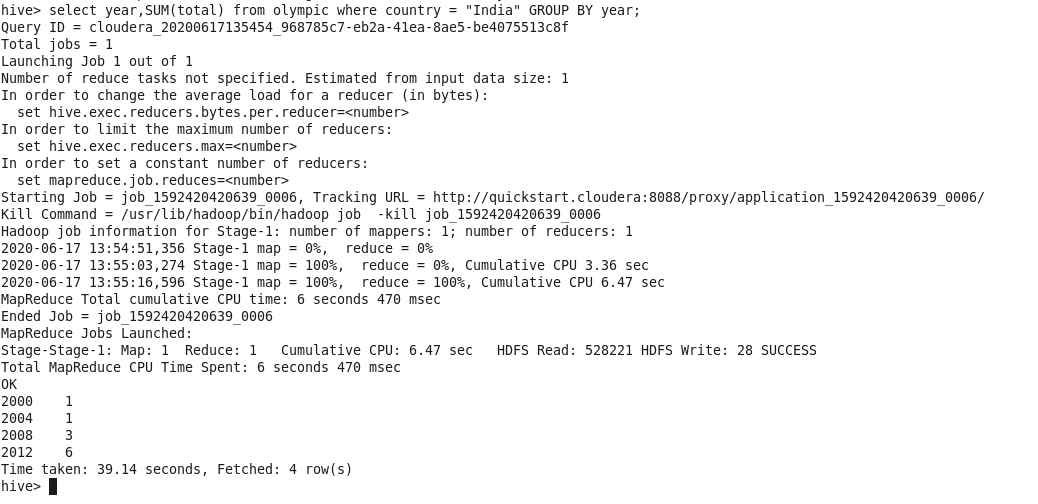 hive> select year,SUM(total) from olympic where country = "India" GROUP BY year;
Query ID = cloudera_20200617135454_968785c7-eb2a-41ea-8ae5-be4075513c8f
Total jobs = 1
Launching Job 1 out of 1
Number of reduce tasks not specified. Estimated from input data size: 1
In order to change the average load for a reducer (in bytes):
  set hive.exec.reducers.bytes.per.reducer=<number>
In order to limit the maximum number of reducers:
  set hive.exec.reducers.max=<number>
In order to set a constant number of reducers:
  set mapreduce.job.reduces=<number>
Starting Job = job_1592420420639_0006, Tracking URL = http://quickstart.cloudera:8088/proxy/application_1592420420639_0006/
Kill Command = /usr/lib/hadoop/bin/hadoop job  -kill job_1592420420639_0006
Hadoop job information for Stage-1: number of mappers: 1; number of reducers: 1
2020-06-17 13:54:51,356 Stage-1 map = 0%,  reduce = 0%
2020-06-17 13:55:03,274 Stage-1 map = 100%,  reduce = 0%, Cumulative CPU 3.36 sec
2020-06-17 13:55:16,596 Stage-1 map = 100%,  reduce = 100%, Cumulative CPU 6.47 sec
MapReduce Total cumulative CPU time: 6 seconds 470 msec
Ended Job = job_1592420420639_0006
MapReduce Jobs Launched:
Stage-Stage-1: Map: 1  Reduce: 1   Cumulative CPU: 6.47 sec   HDFS Read: 528221 HDFS Write: 28 SUCCESS
Total MapReduce CPU Time Spent: 6 seconds 470 msec
OK
2000    1
2004    1
2008    3
2012    6
Time taken: 39.14 seconds, Fetched: 4 row(s)
hive>